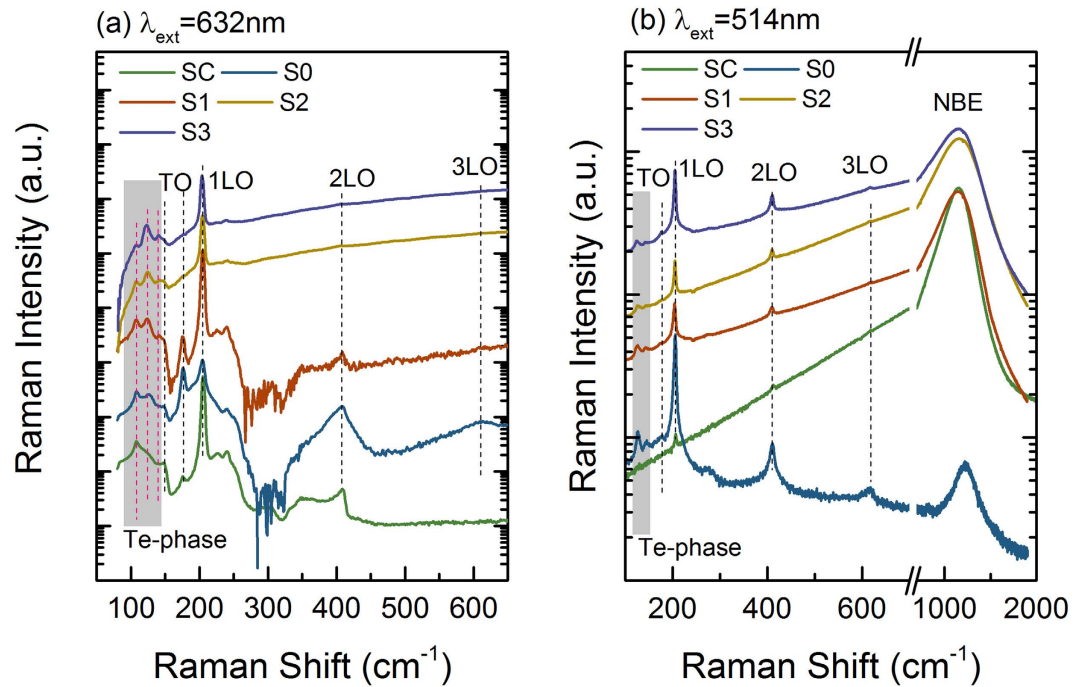 (a) λext=632nm
SC S0
S1 S2
S3
TO 1LO 2LO 3LO
Te-phase
Raman Intensity (a.u.)
100 200 300 400 500 600
Raman Shift (cm-1)
(b) λext=514nm
SC S0
S1 S2
S3
NBE
TO 1LO 2LO 3LO
Te-phase
Raman Intensity (a.u.)
200 400 600 1000 2000
Raman Shift (cm-1)